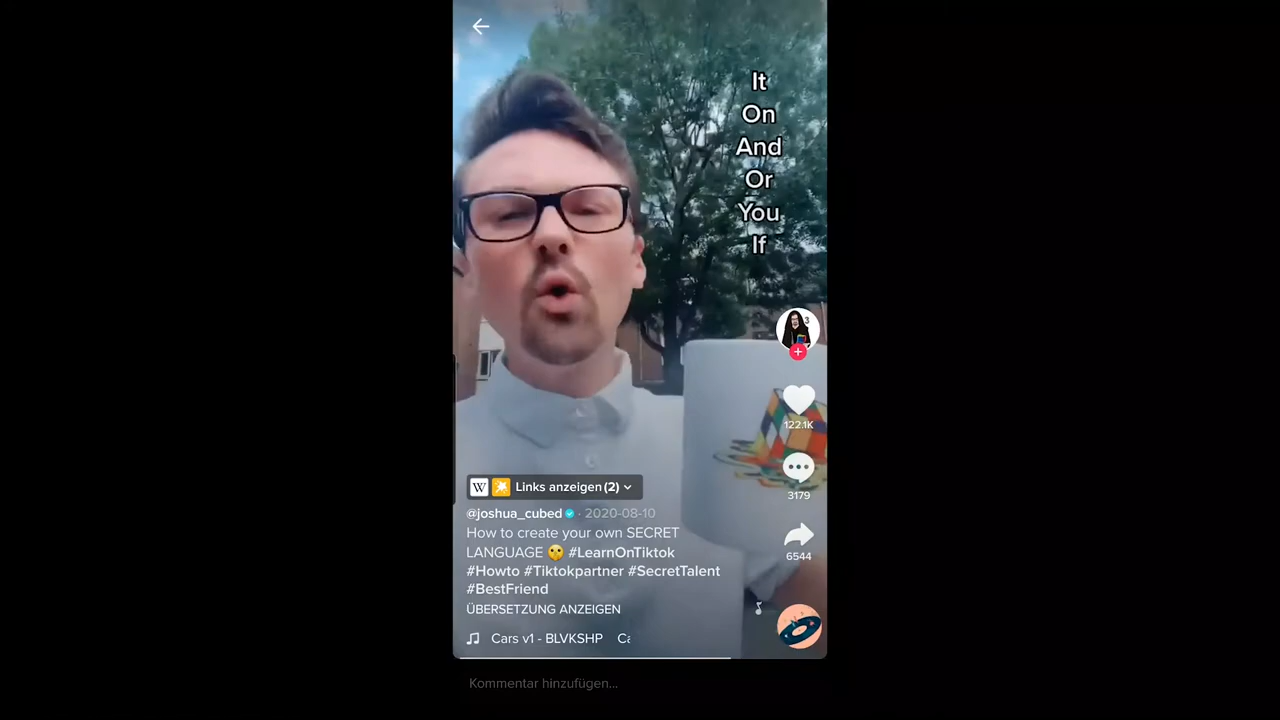 It
On
And
Or
You
If
122.1K
3179
6544
W Links anzeigen (2)
@joshua_cubed · 2020-08-10
How to create your own SECRET
LANGUAGE 🤫 #LearnOnTiktok
#Howto #Tiktokpartner #SecretTalent
#BestFriend
ÜBERSETZUNG ANZEIGEN
Cars v1 - BLVKSHP Ca
Kommentar hinzufügen...